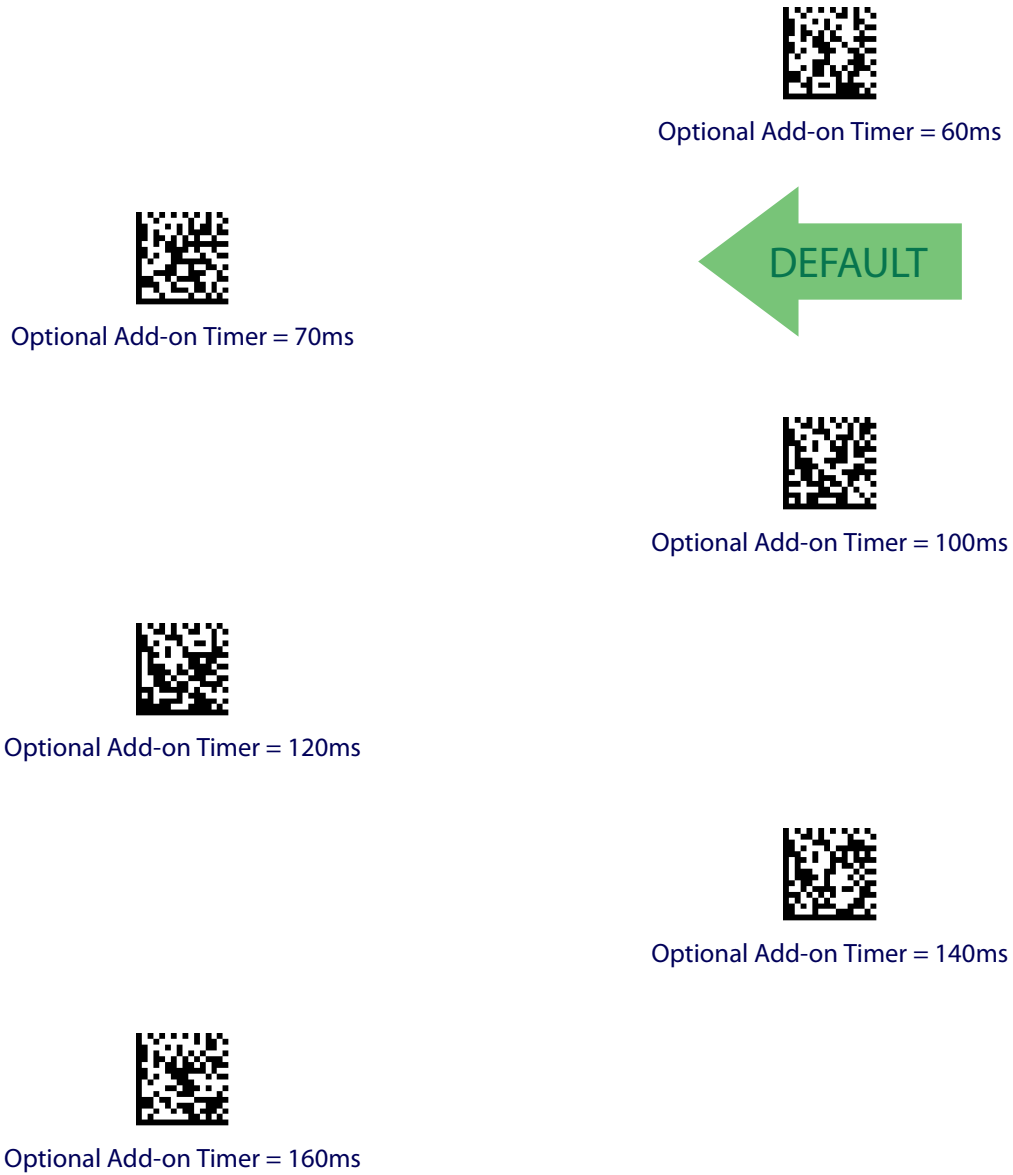 Optional Add-on Timer = 60ms
DEFAULT
Optional Add-on Timer = 70ms
Optional Add-on Timer = 100ms
Optional Add-on Timer = 120ms
Optional Add-on Timer = 140ms
Optional Add-on Timer = 160ms